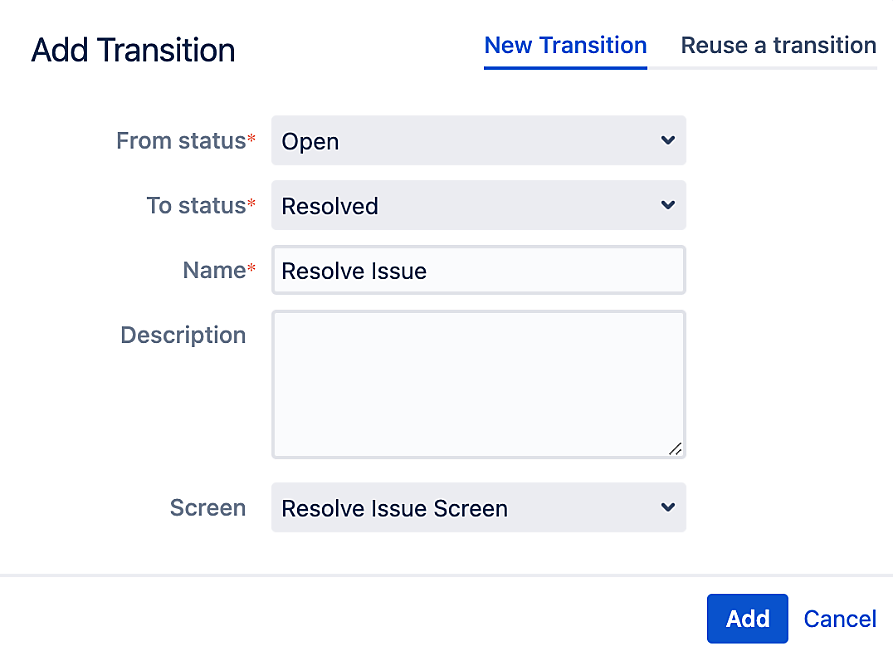 Add Transition
New Transition Reuse a transition
From status* Open
To status* Resolved
Name* Resolve Issue
Description
Screen Resolve Issue Screen
Add Cancel